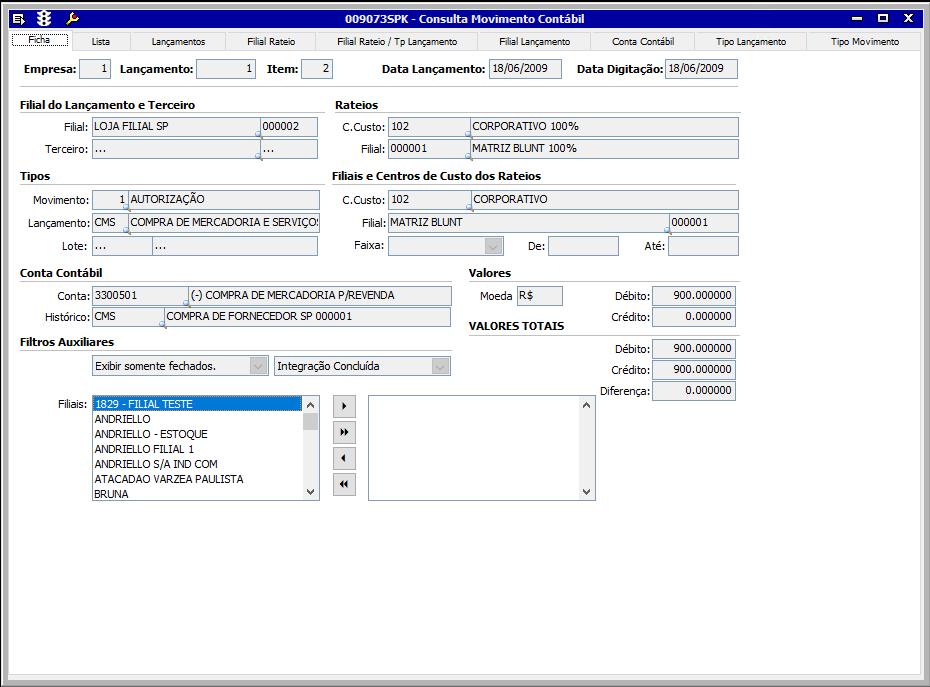 009073SPK - Consulta Movimento Contábil
Ficha Lista Lançamentos Filial Rateio Filial Rateio / Tp Lançamento Filial Lançamento Conta Contábil Tipo Lançamento Tipo Movimento
Empresa: 1 Lançamento: 1 Item: 2 Data Lançamento: 18/06/2009 Data Digitação: 18/06/2009
Filial do Lançamento e Terceiro Rateios
Filial: LOJA FILIAL SP 000002 C.Custo: 102 CORPORATIVO 100%
Terceiro: ... ... Filial: 000001 MATRIZ BLUNT 100%
Tipos Filiais e Centros de Custo dos Rateios
Movimento: 1 AUTORIZAÇÃO C.Custo: 102 CORPORATIVO
Lançamento: CMS COMPRA DE MERCADORIA E SERVIÇOS Filial: MATRIZ BLUNT 000001
Lote: ... ... Faixa: De: Até:
Conta Contábil Valores
Conta: 3300501 (-) COMPRA DE MERCADORIA P/REVENDA Moeda R$ Débito: 900.000000
Histórico: CMS COMPRA DE FORNECEDOR SP 000001 Crédito: 0.000000
VALORES TOTAIS
Filtros Auxiliares Débito: 900.000000
Exibir somente fechados. Integração Concluída Crédito: 900.000000
Diferença: 0.000000
Filiais: 1829 - FILIAL TESTE
ANDRIELLO
ANDRIELLO - ESTOQUE
ANDRIELLO FILIAL 1
ANDRIELLO S/A IND COM
ATACADAO VARZEA PAULISTA
BRUNA